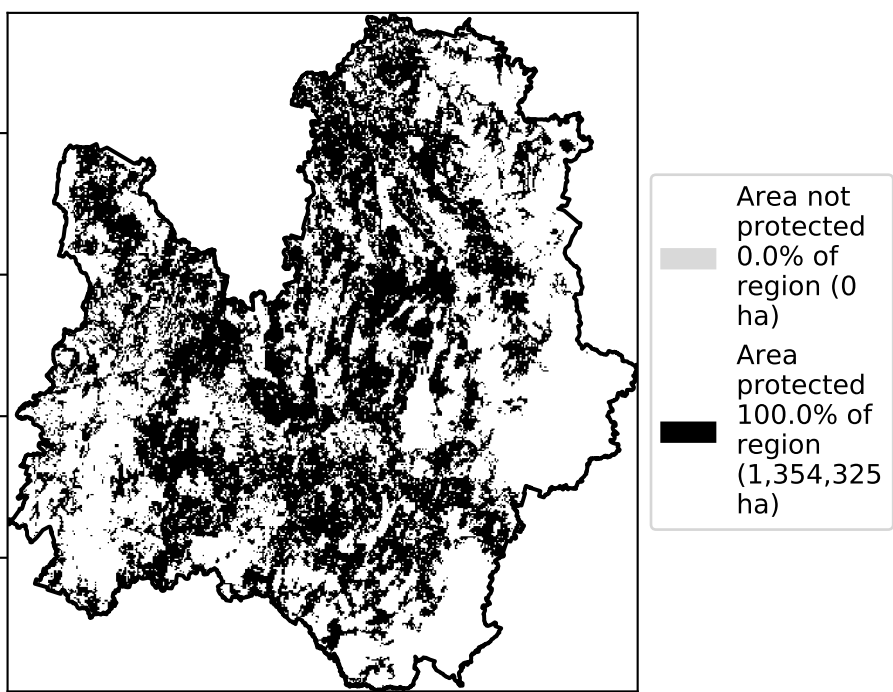 Area not
protected
0.0% of
region (0
ha)
Area
protected
100.0% of
region
(1,354,325
ha)